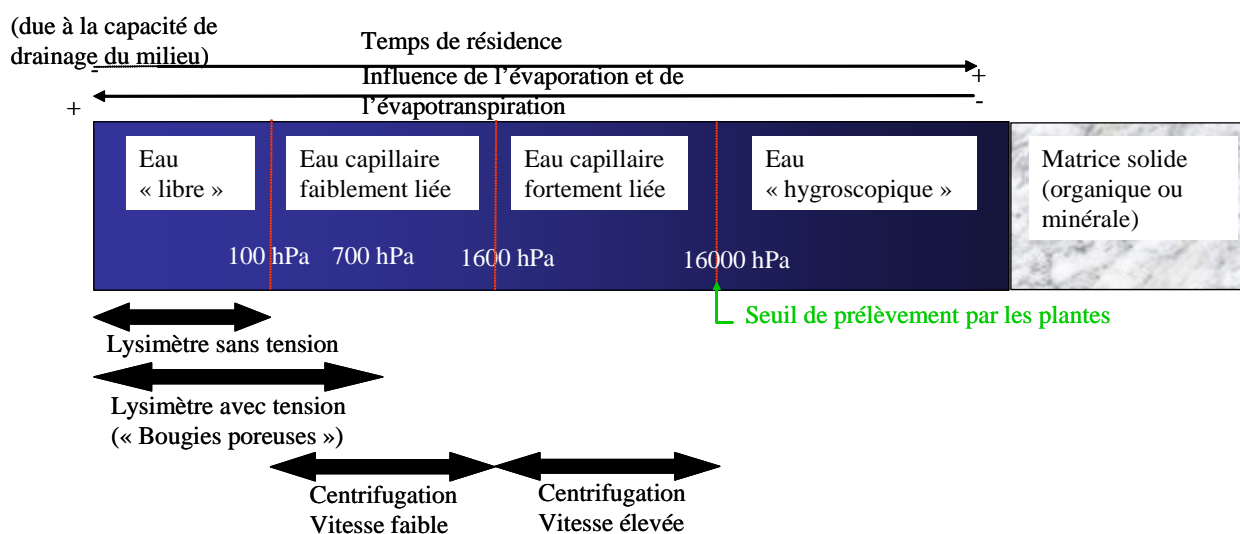 (due à la capacité de
drainage du milieu)
Temps de résidence
- +
Influence de l'évaporation et de
l'évapotranspiration
+ -
Eau
« libre »
Eau capillaire
faiblement liée
Eau capillaire
fortement liée
Eau
« hygroscopique »
Matrice solide
(organique ou
minérale)
100 hPa 700 hPa 1600 hPa 16000 hPa
Seuil de prélèvement par les plantes
Lysimètre sans tension
Lysimètre avec tension
(« Bougies poreuses »)
Centrifugation
Vitesse faible
Centrifugation
Vitesse élevée